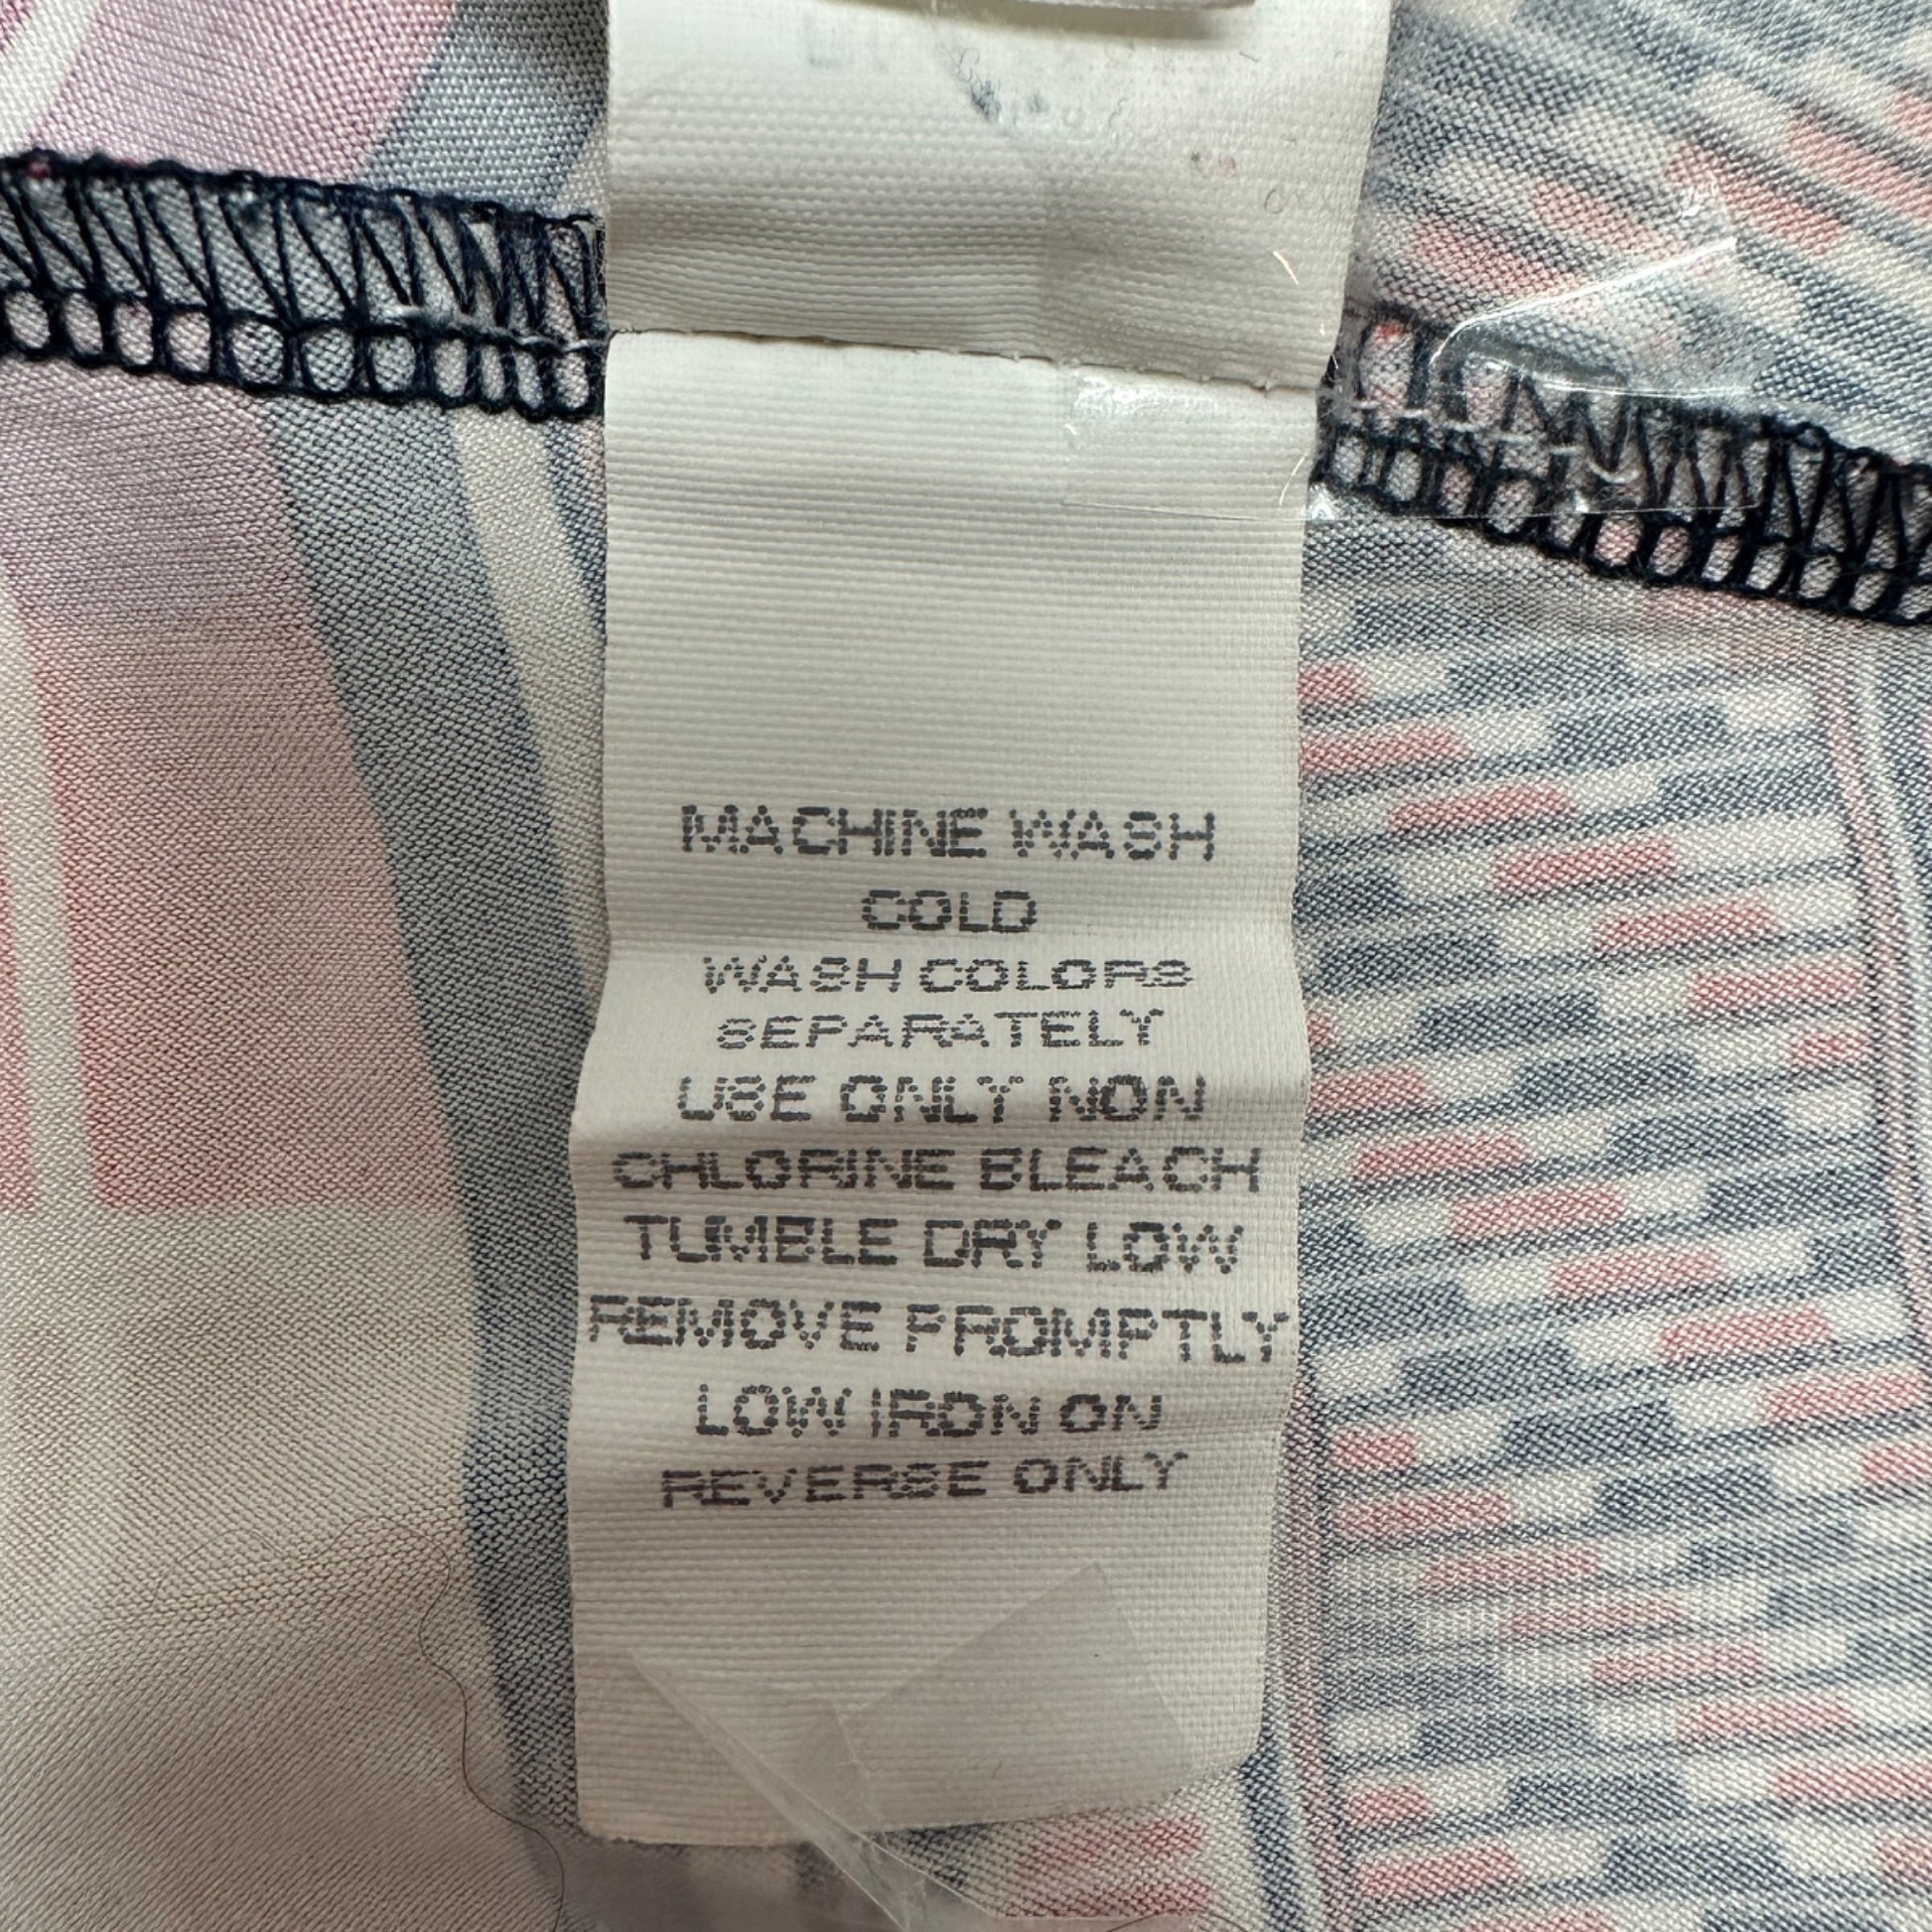 MACHINE WASH
COLD
WASH COLORS
SEPARATELY
USE ONLY NON
CHLORINE BLEACH
TUMBLE DRY LOW
REMOVE PROMPTLY
LOW IRON ON
REVERSE ONLY